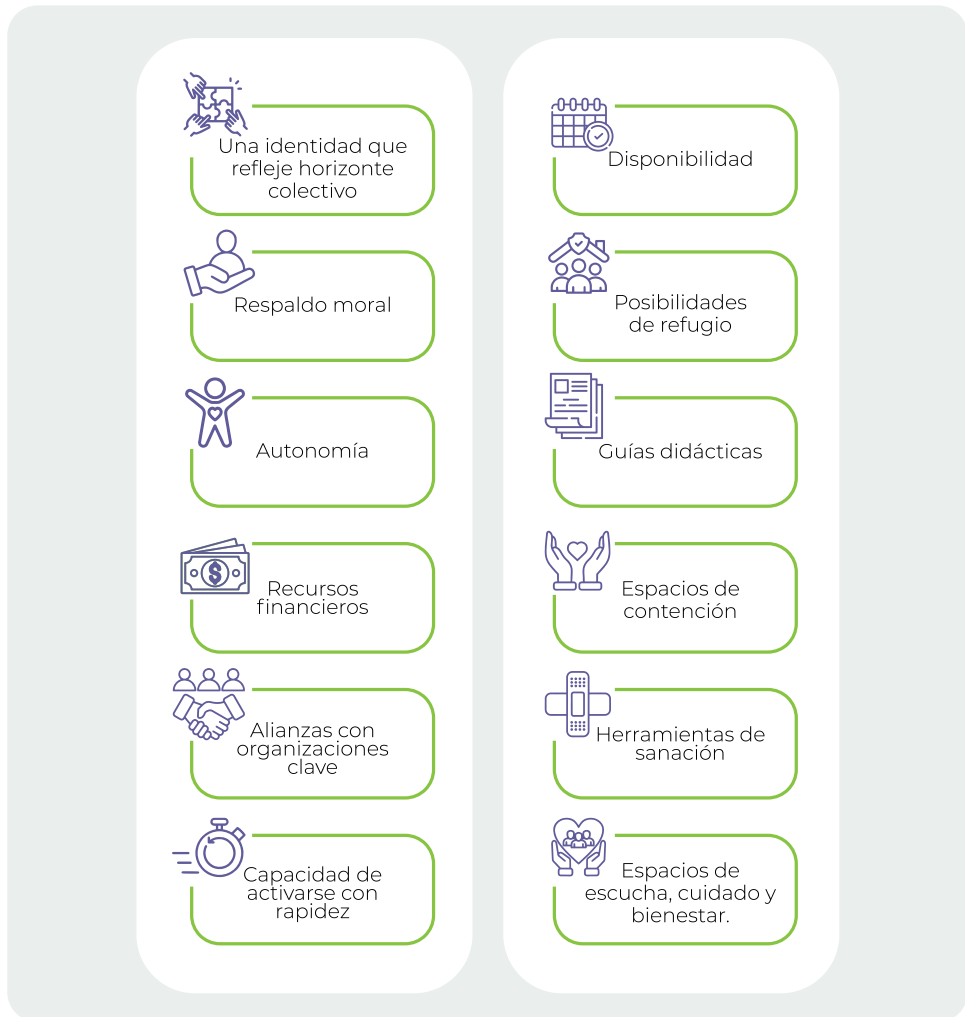 Una identidad que
refleje horizonte
colectivo
Respaldo moral
Autonomía
Recursos
financieros
Alianzas con
organizaciones
clave
Capacidad de
activarse con
rapidez
Disponibilidad
Posibilidades
de refugio
Guías didácticas
Espacios de
contención
Herramientas de
sanación
Espacios de
escucha, cuidado y
bienestar.